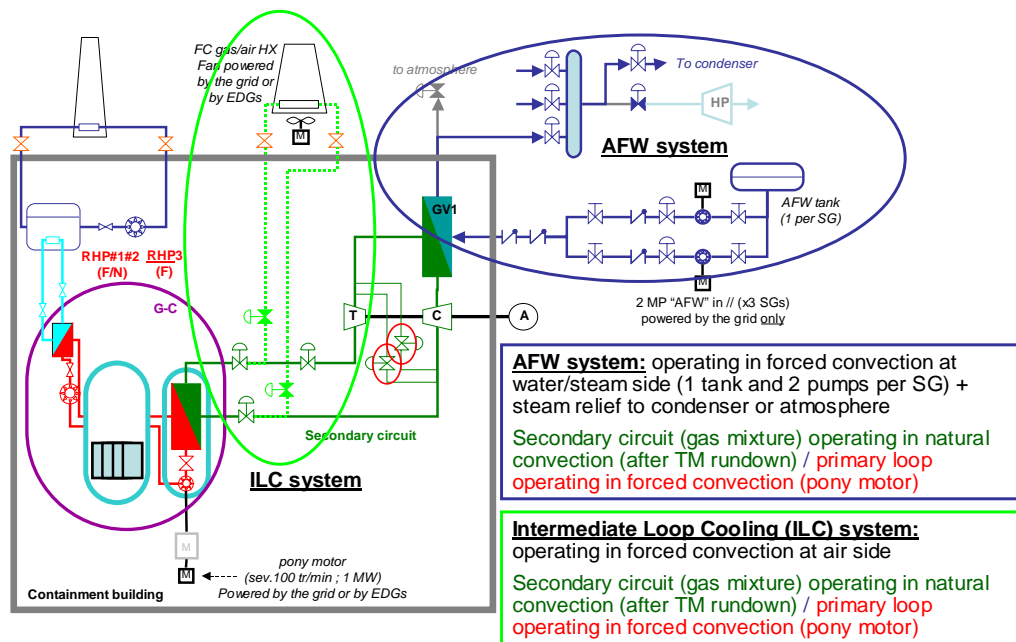 FC gas/air HX
Fan powered
by the grid or
by EDGs
M
to atmosphere
To condenser
HP
AFW system
M
AFW tank
(1 per SG)
M
2 MP “AFW” in // (x3 SGs)
powered by the grid only
GV1
RHP#1#2
(F/N)
RHP3
(F)
G-C
T
C
A
Secondary circuit
ILC system
M
M
pony motor
(sev.100 tr/min ; 1 MW)
Powered by the grid or by EDGs
Containment building
AFW system: operating in forced convection at
water/steam side (1 tank and 2 pumps per SG) +
steam relief to condenser or atmosphere
Secondary circuit (gas mixture) operating in natural
convection (after TM rundown) / primary loop
operating in forced convection (pony motor)
Intermediate Loop Cooling (ILC) system:
operating in forced convection at air side
Secondary circuit (gas mixture) operating in natural
convection (after TM rundown) / primary loop
operating in forced convection (pony motor)